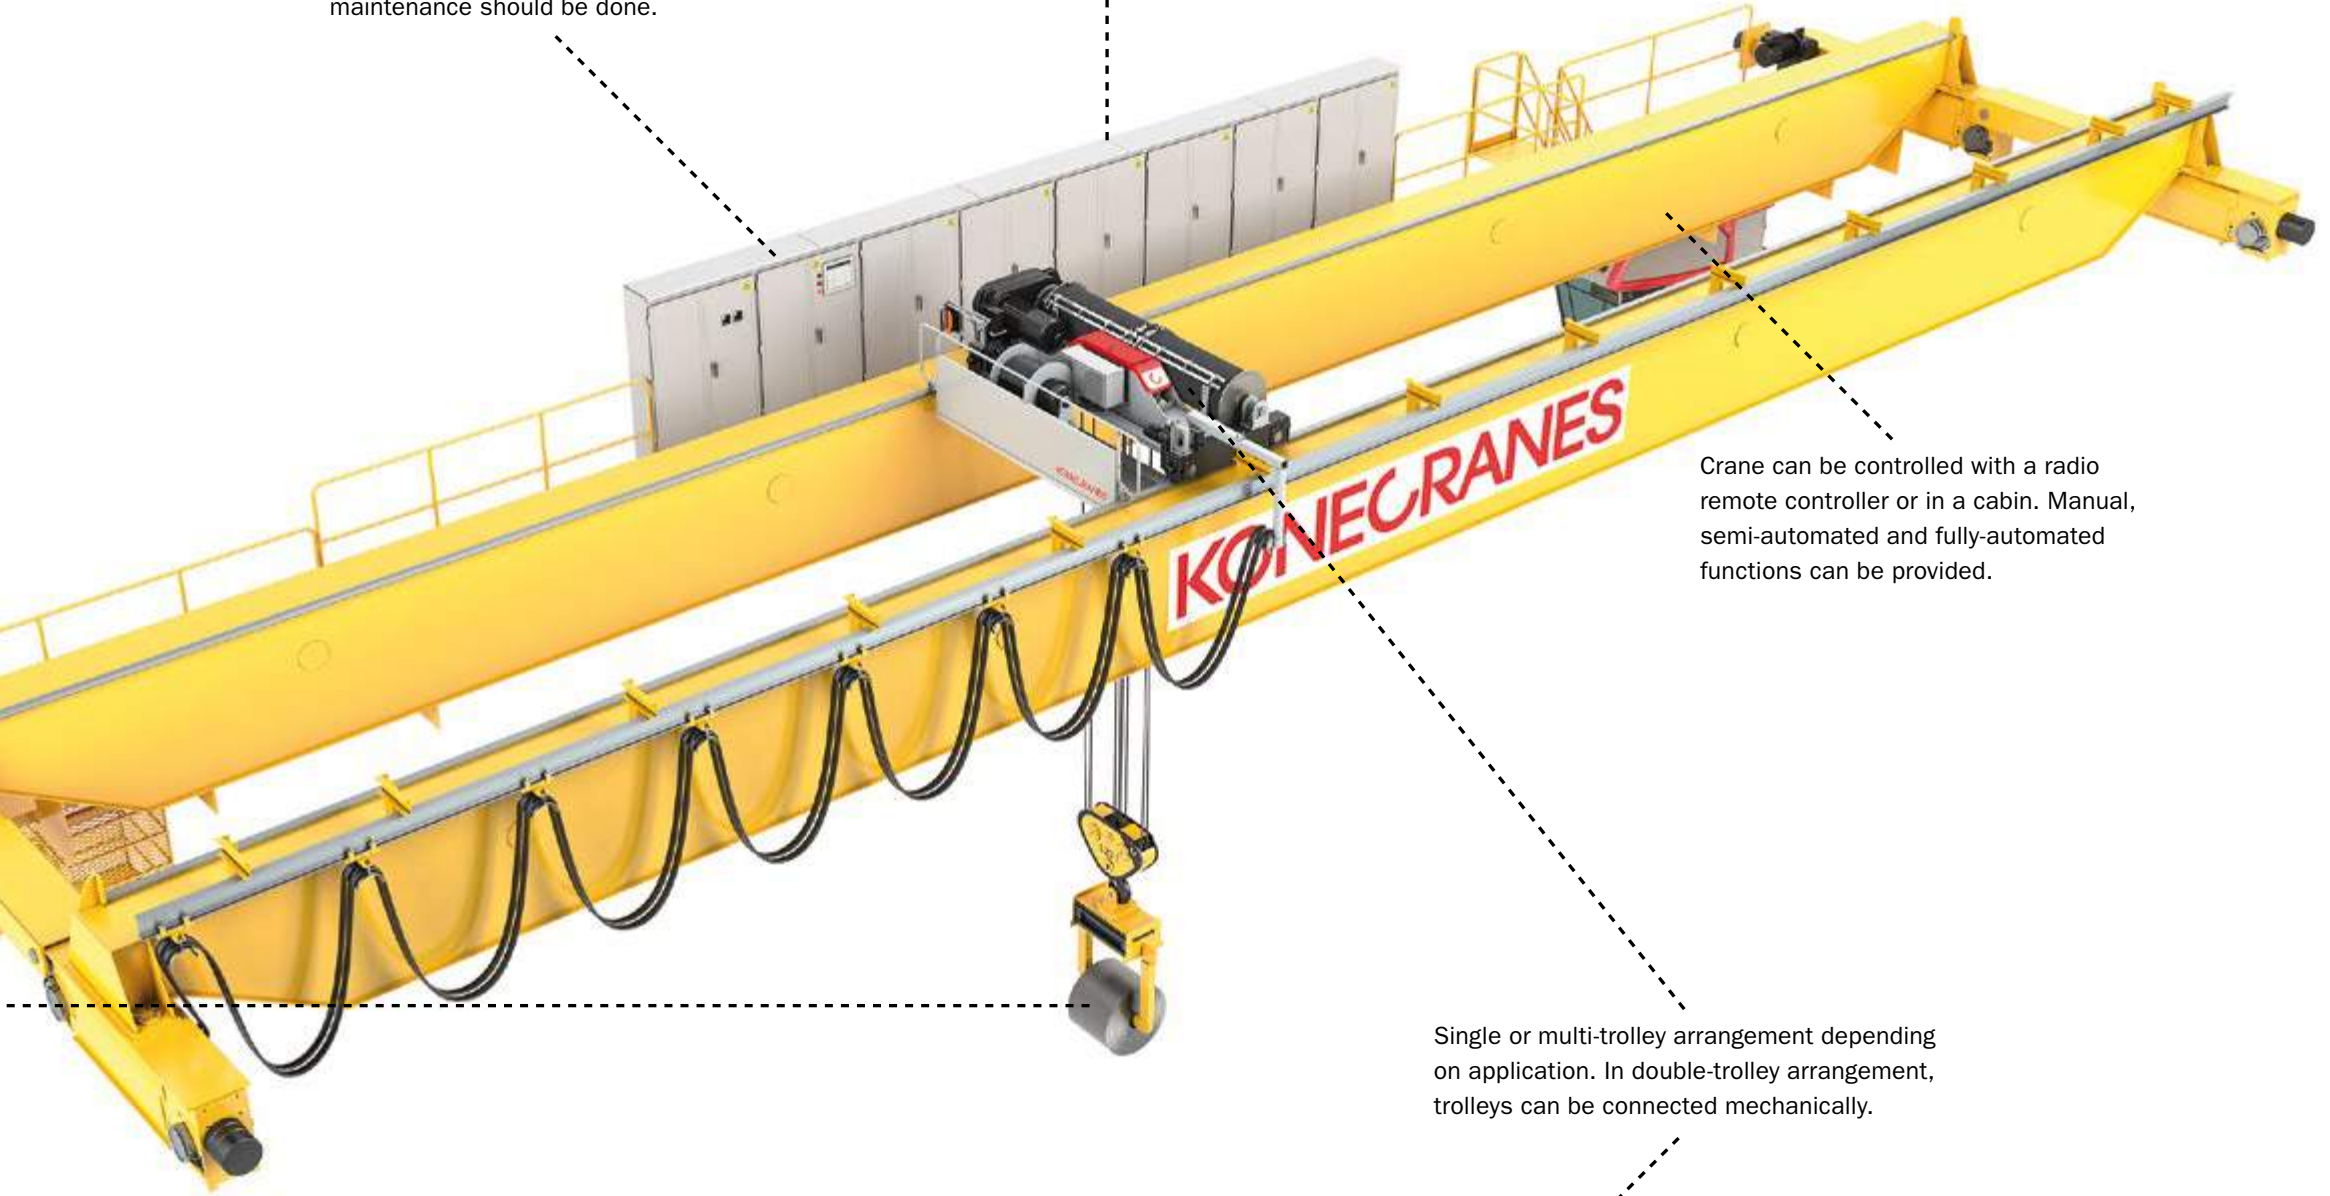 maintenance should be done.
KONECRANES
KONECRANES
Crane can be controlled with a radio
remote controller or in a cabin. Manual,
semi-automated and fully-automated
functions can be provided.
Single or multi-trolley arrangement depending
on application. In double-trolley arrangement,
trolleys can be connected mechanically.